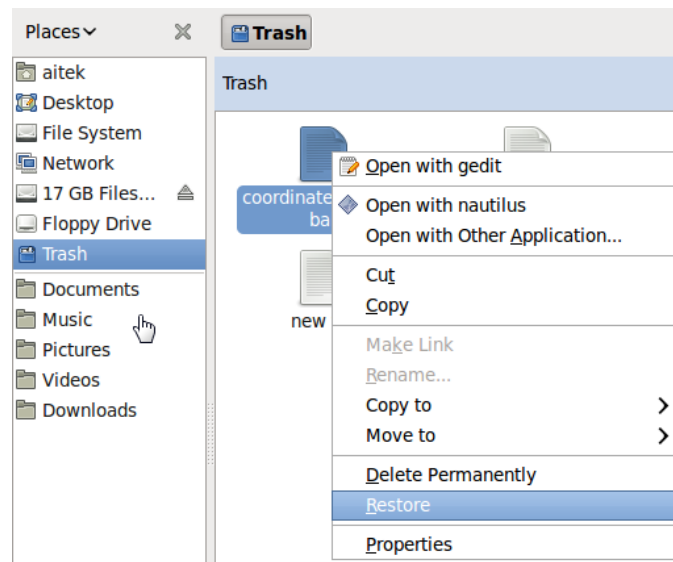 Places
Trash
aitek
Desktop
File System
Network
17 GB Files...
Floppy Drive
Trash
Documents
Music
Pictures
Videos
Downloads
Trash
coordinate
ba
new
Open with gedit
Open with nautilus
Open with Other Application...
Cut
Copy
Make Link
Rename...
Copy to
Move to
Delete Permanently
Restore
Properties